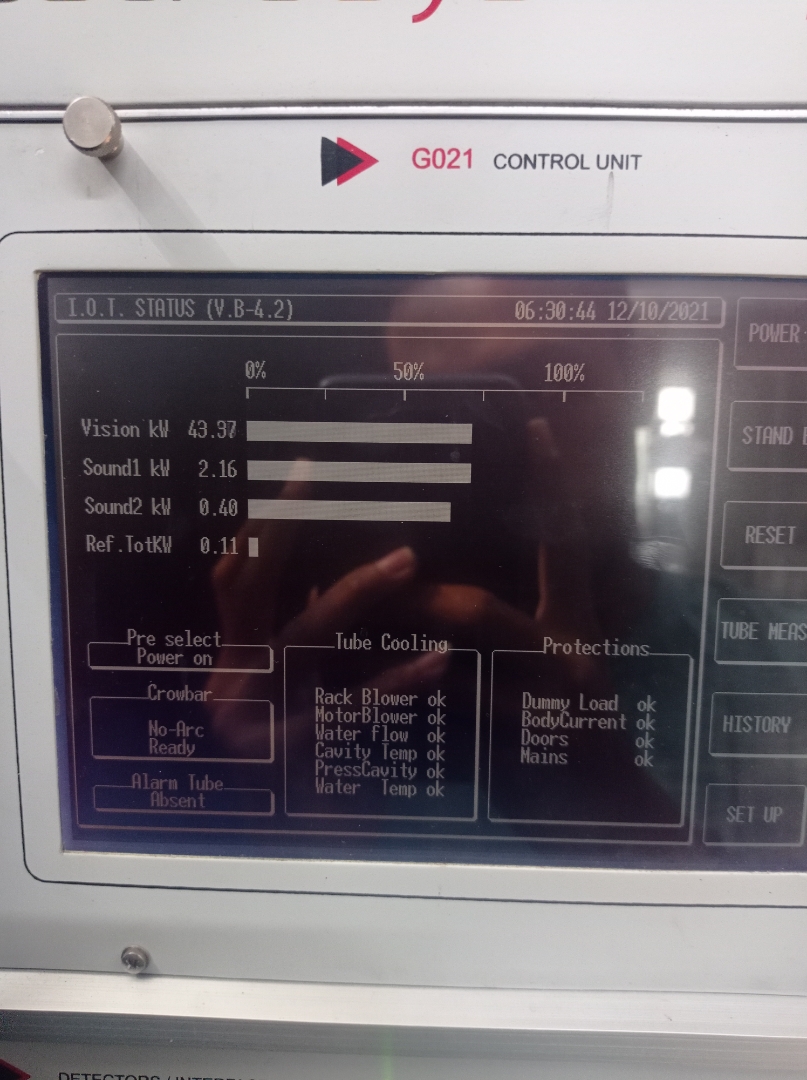 G021 CONTROL UNIT
I.O.T. STATUS (V.B-4.2) 06:30:44 12/10/2021
POWER
0% 50% 100%
Vision kW 43.37
STAND
Sound1 kW 2.16
Sound2 kW 0.40
RESET
Ref.TotKW 0.11
TUBE MEAS
Pre select
Power on
Crowbar
No-Arc
Ready
Alarm Tube
Absent
Tube Cooling
Rack Blower ok
MotorBlower ok
Water flow ok
Cavity Temp ok
PressCavity ok
Water Temp ok
Protections
Dummy Load ok
BodyCurrent ok
Doors ok
Mains ok
HISTORY
SET UP